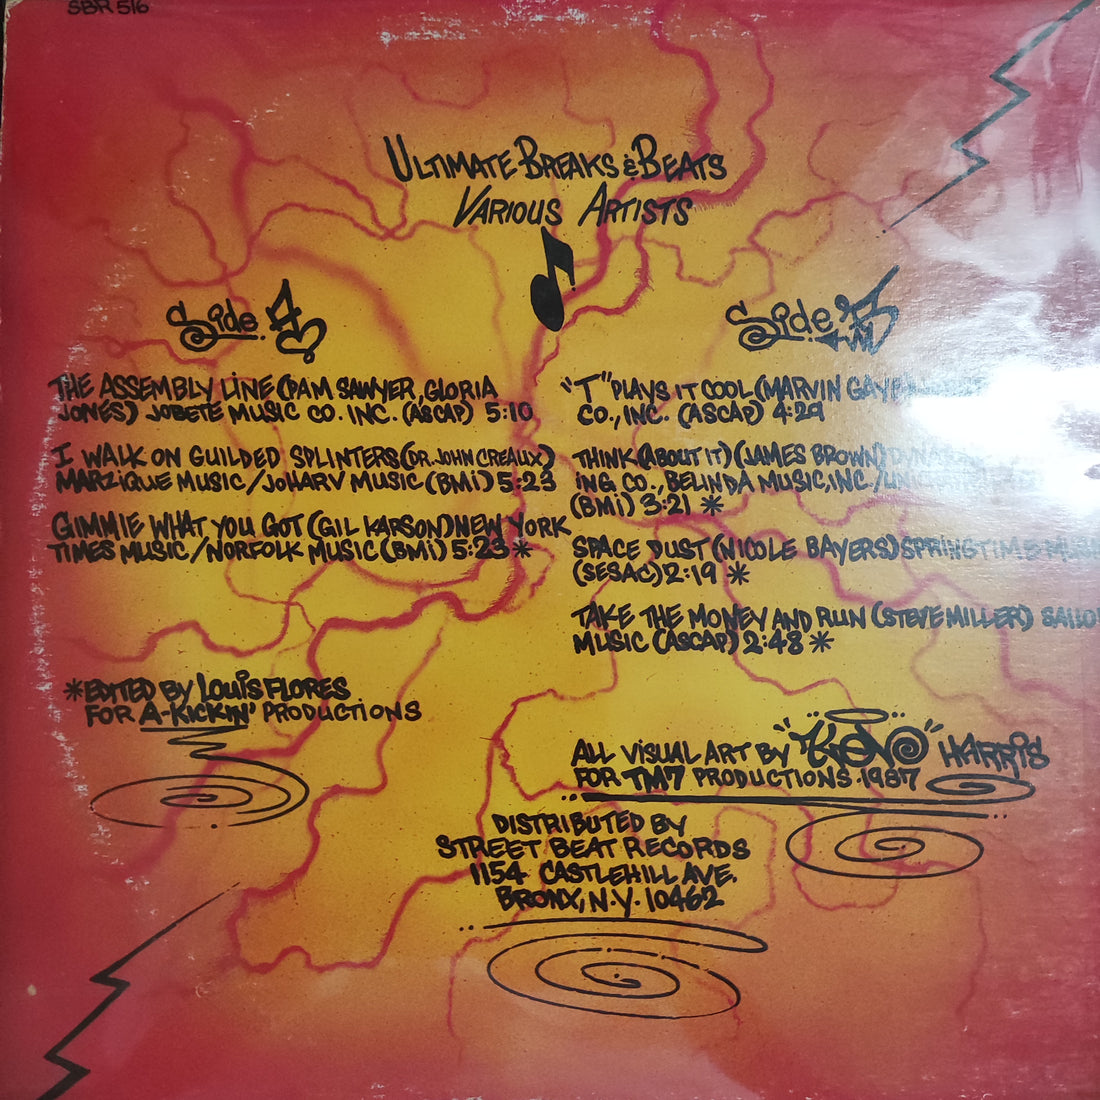 SBR 516
ULTIMATE BREAKS & BEATS
VARIOUS ARTISTS
Side A
THE ASSEMBLY LINE (PAM SAWYER, GLORIA
JONES) JOBETE MUSIC CO. INC. (ASCAP) 5:10
I WALK ON GUILDED SPLINTERS (DR. JOHN CREAUX)
MARZIQUE MUSIC/JOHARV MUSIC (BMI) 5:23
GIMMIE WHAT YOU GOT (GIL KARSON) NEW YORK
TIMES MUSIC/NORFOLK MUSIC (BMI) 5:23 *
*EDITED BY LOUIS FLORES
FOR A-KICKIN' PRODUCTIONS
Side B
"T" PLAYS IT COOL (MARVIN GAYE
CO., INC. (ASCAP) 4:29
THINK (ABOUT IT) (JAMES BROWN)
ING CO., BELINDA MUSIC, INC./
(BMI) 3:21 *
SPACE DUST (NICOLE BAYERS) SPRINGTIME
(SESAC) 2:19 *
TAKE THE MONEY AND RUN (STEVE MILLER)
MUSIC (ASCAP) 2:48 *
ALL VISUAL ART BY "KEVO" HARRIS
FOR TM7 PRODUCTIONS · 1987
DISTRIBUTED BY
STREET BEAT RECORDS
1154 CASTLEHILL AVE.
BRONX, N.Y. 10462